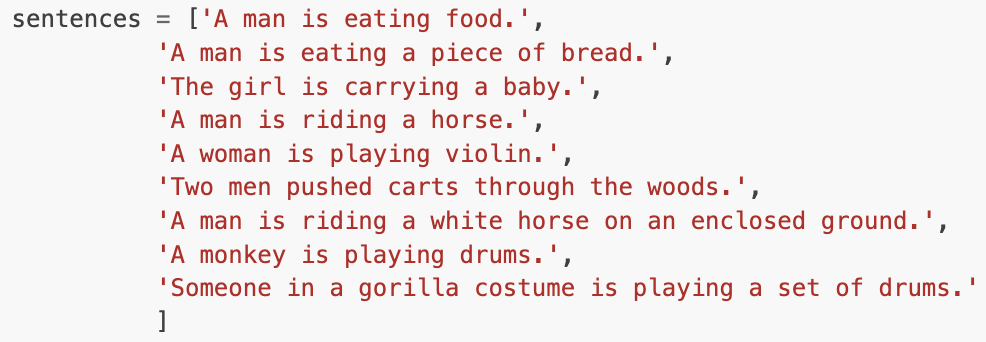 sentences = ['A man is eating food.',
'A man is eating a piece of bread.',
'The girl is carrying a baby.',
'A man is riding a horse.',
'A woman is playing violin.',
'Two men pushed carts through the woods.',
'A man is riding a white horse on an enclosed ground.',
'A monkey is playing drums.',
'Someone in a gorilla costume is playing a set of drums.'
]